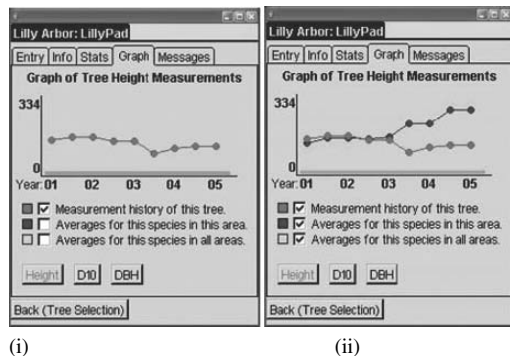 Lilly Arbor: LillyPad
Entry Info Stats Graph Messages
Graph of Tree Height Measurements
334
0
Year: 01 02 03 04 05
Measurement history of this tree.
Averages for this species in this area.
Averages for this species in all areas.
Height D10 DBH
Back (Tree Selection)
(i)
Lilly Arbor: LillyPad
Entry Info Stats Graph Messages
Graph of Tree Height Measurements
334
0
Year: 01 02 03 04 05
Measurement history of this tree.
Averages for this species in this area.
Averages for this species in all areas.
Height D10 DBH
Back (Tree Selection)
(ii)